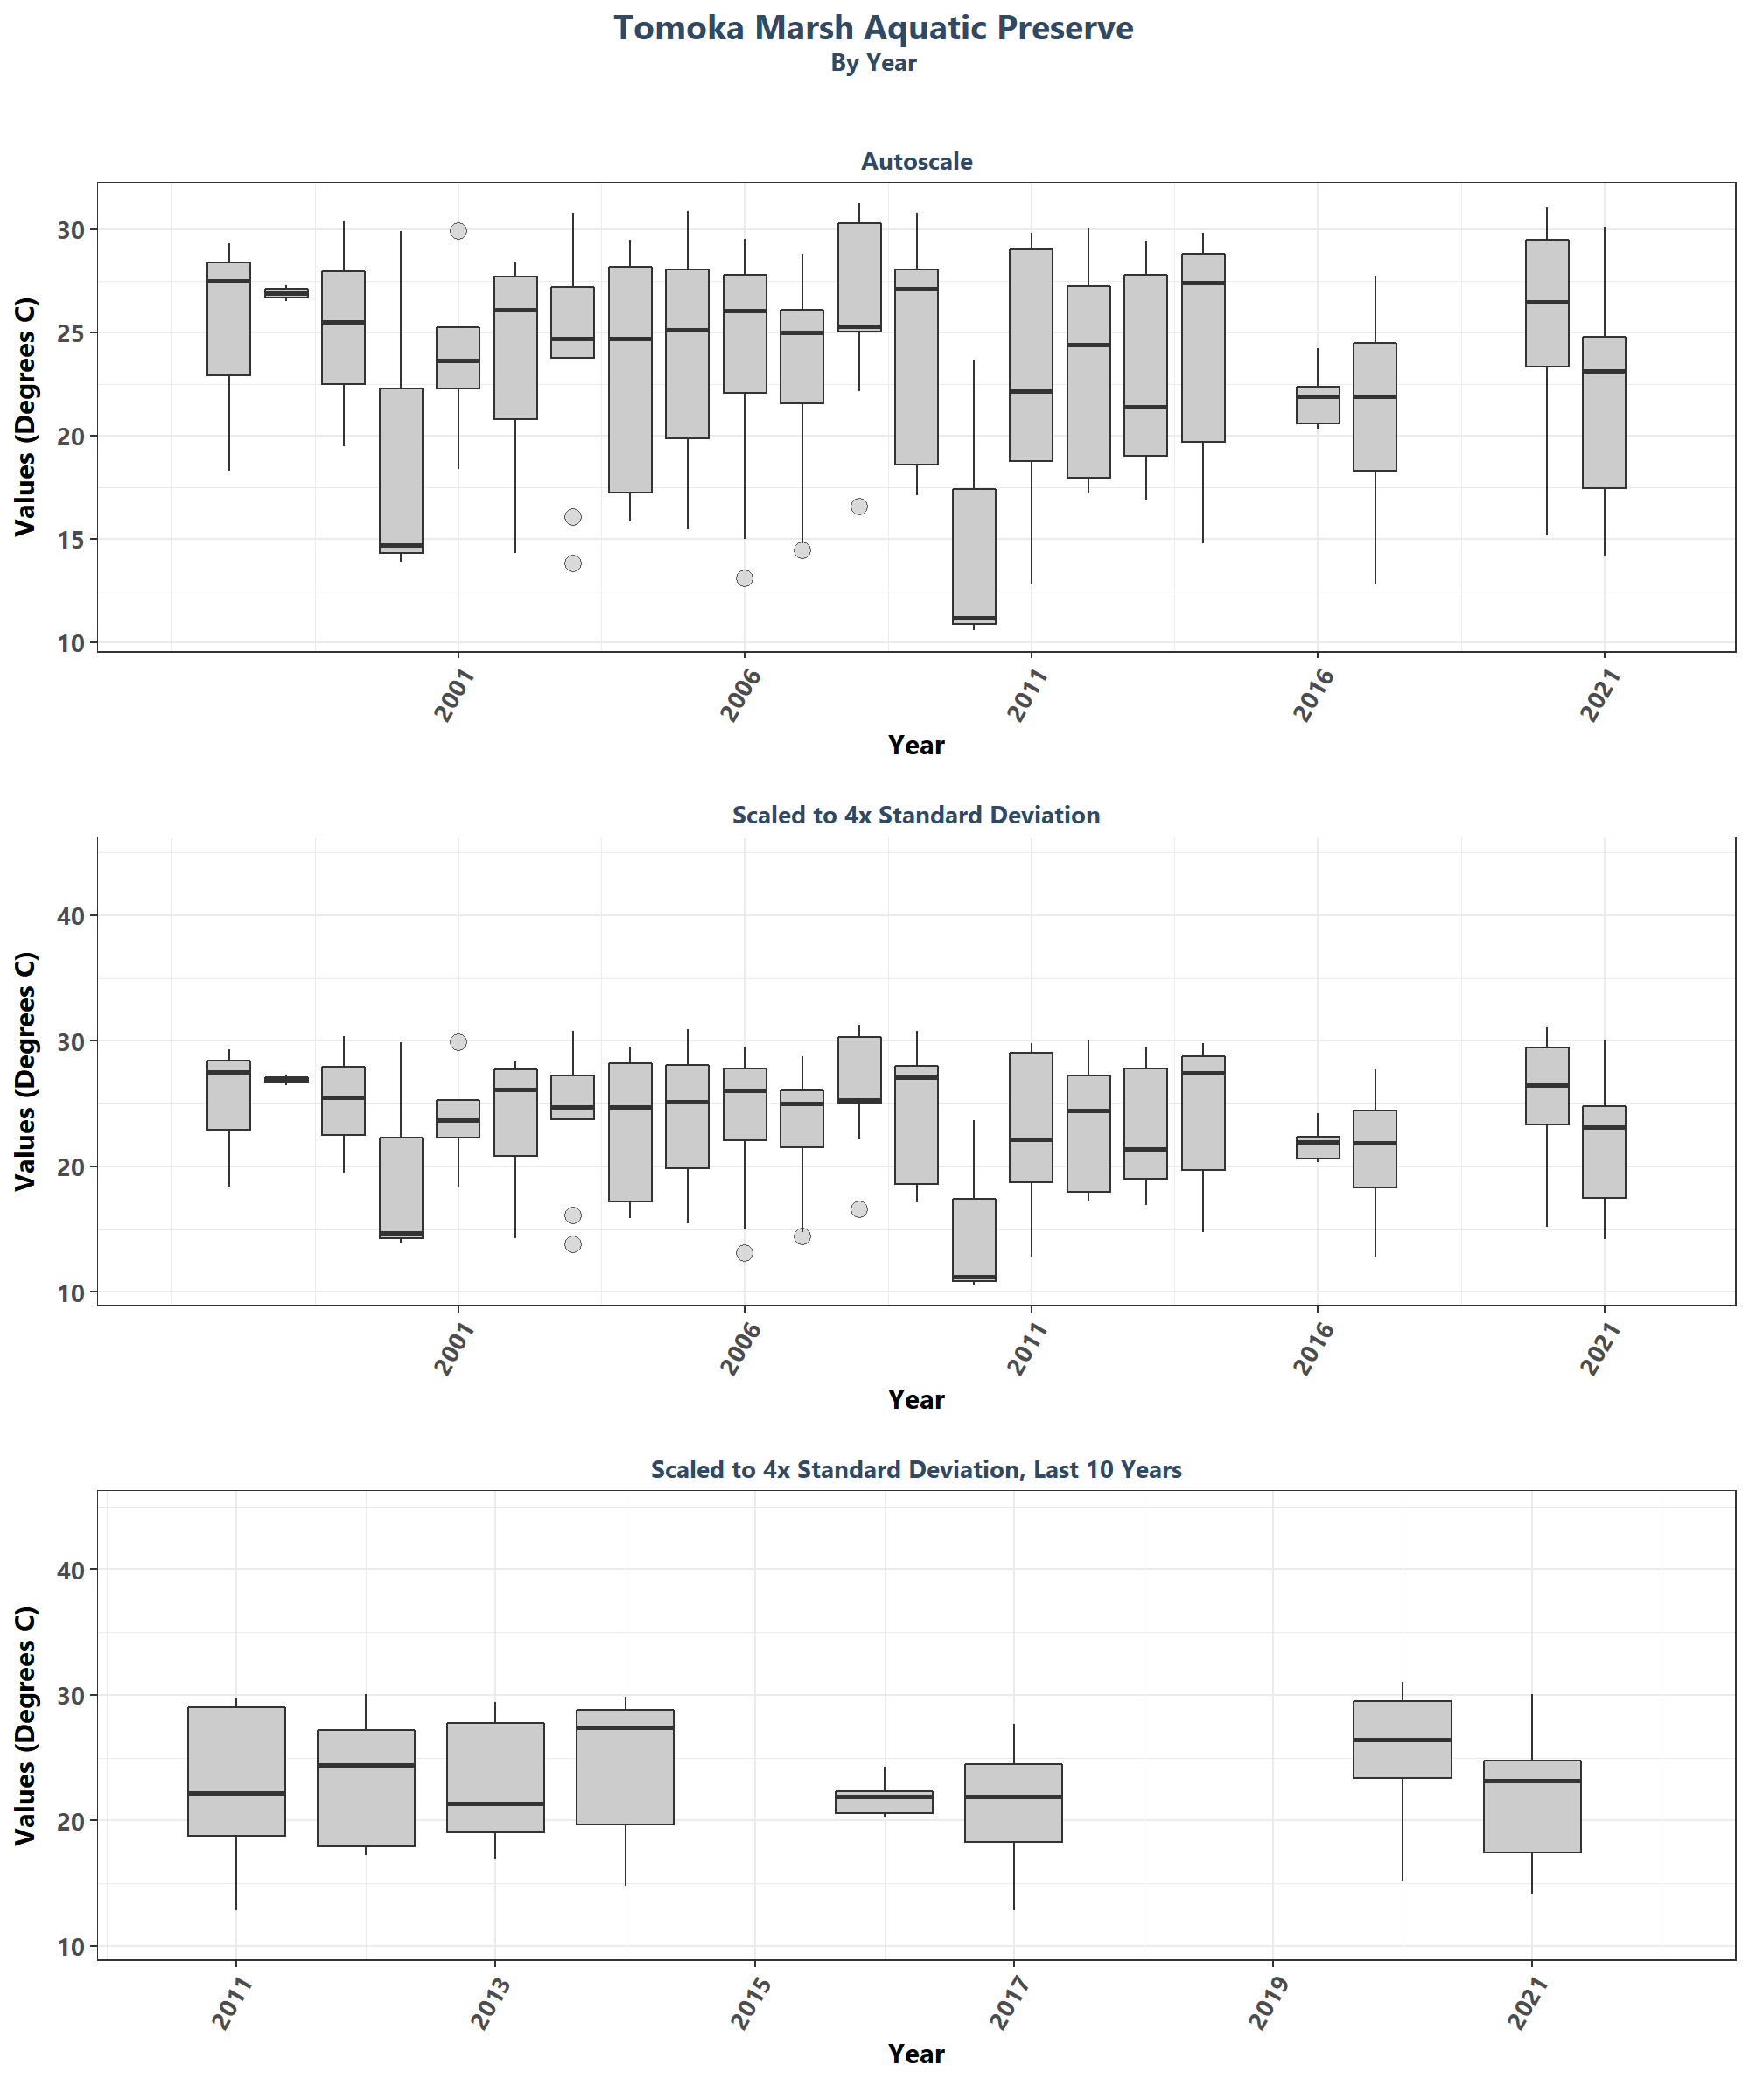 Tomoka Marsh Aquatic Preserve
By Year
Autoscale
Values (Degrees C)
30
25
20
15
10
2001
2006
2011
2016
2021
Year
Scaled to 4x Standard Deviation
Values (Degrees C)
40
30
20
10
2001
2006
2011
2016
2021
Year
Scaled to 4x Standard Deviation, Last 10 Years
Values (Degrees C)
40
30
20
10
2011
2013
2015
2017
2019
2021
Year